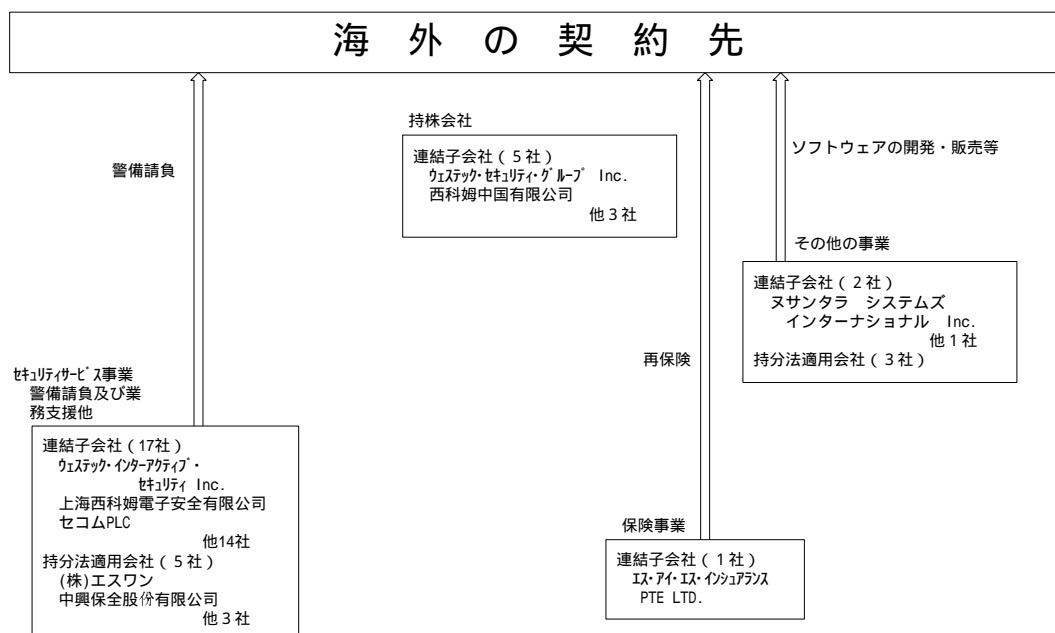 海外の契約先
警備請負
持株会社
連結子会社(5社)
ウェステック・セキュリティ・グループ Inc.
西科姆中国有限公司
他3社
ソフトウェアの開発・販売等
その他の事業
連結子会社(2社)
ヌサンタラ システムズ
インターナショナル Inc.
他1社
持分法適用会社(3社)
再保険
セキュリティサービス事業
警備請負及び業
務支援他
連結子会社(17社)
ウェステック・インターアクティブ・
セキュリティ Inc.
上海西科姆電子安全有限公司
セコムPLC
他14社
持分法適用会社(5社)
(株)エスワン
中興保全股份有限公司
他3社
保険事業
連結子会社(1社)
エス・アイ・エス・インシュアランス
PTE LTD.